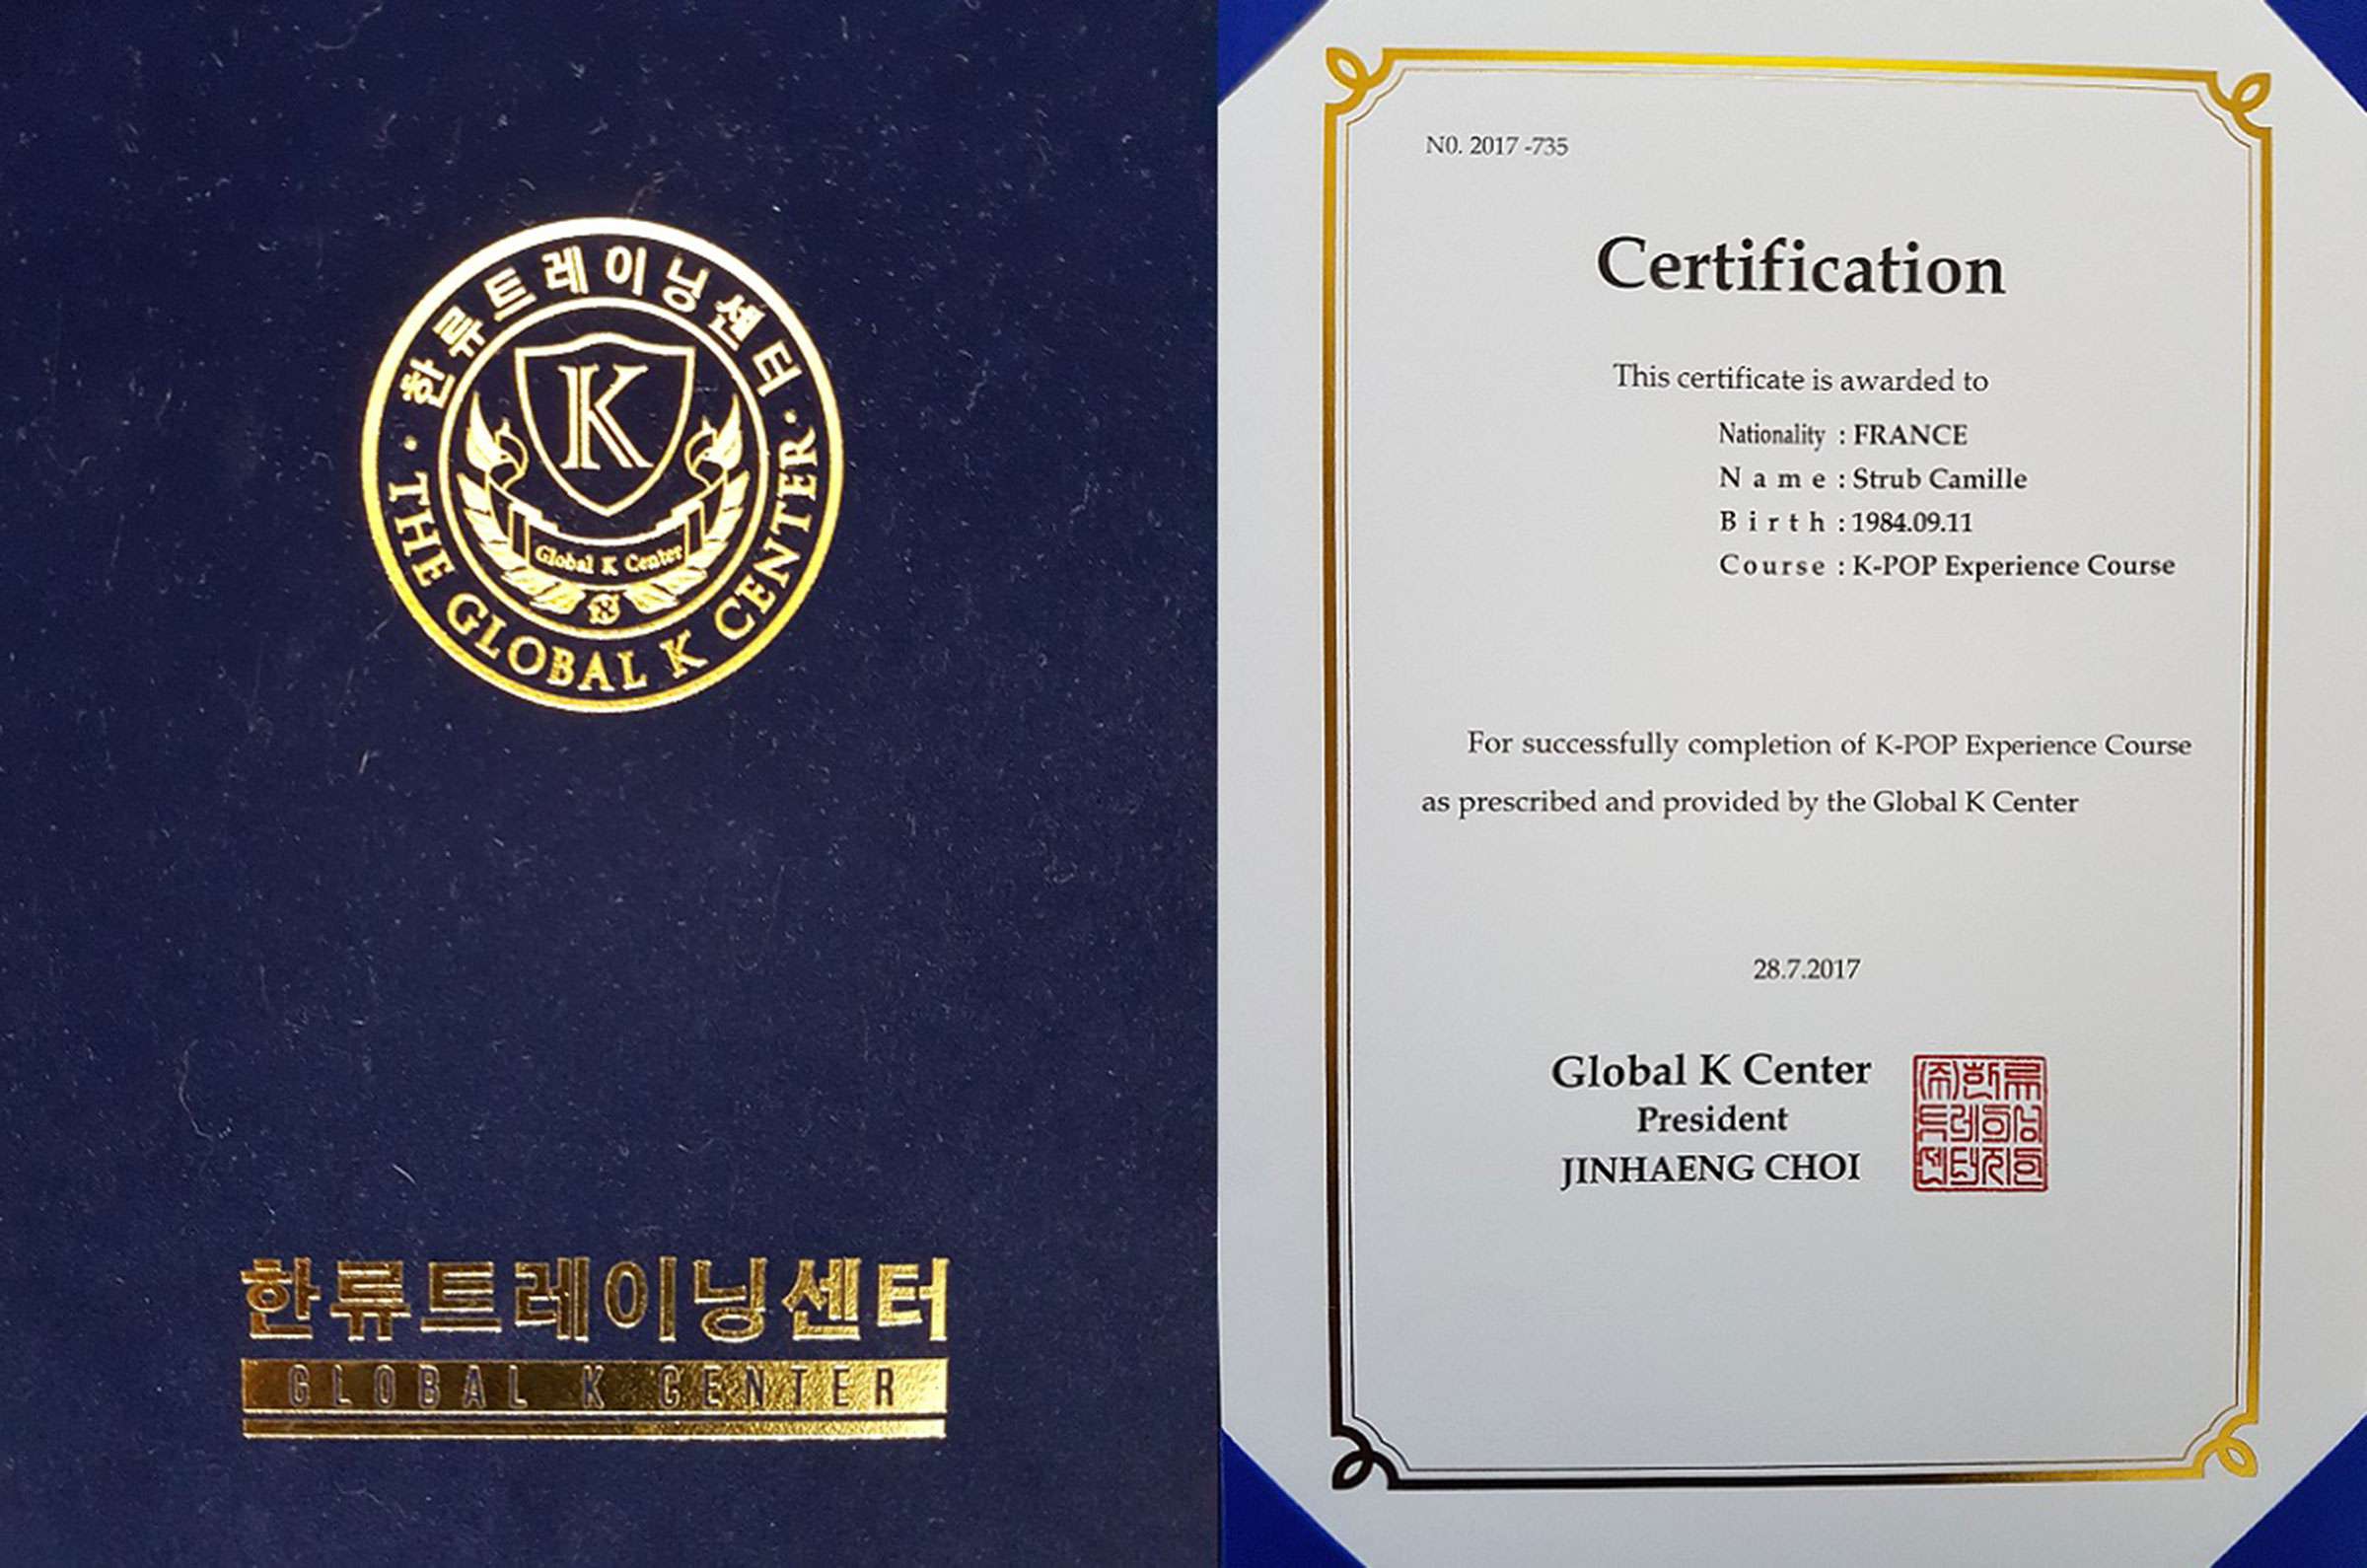 한류트레이닝센터
K
Global K Center
THE GLOBAL K CENTER
한류트레이닝센터
GLOBAL K CENTER
N0. 2017 -735
Certification
This certificate is awarded to
Nationality : FRANCE
N a m e : Strub Camille
B i r t h : 1984.09.11
Course : K-POP Experience Course
For successfully completion of K-POP Experience Course
as prescribed and provided by the Global K Center
28.7.2017
Global K Center
President
JINHAENG CHOI